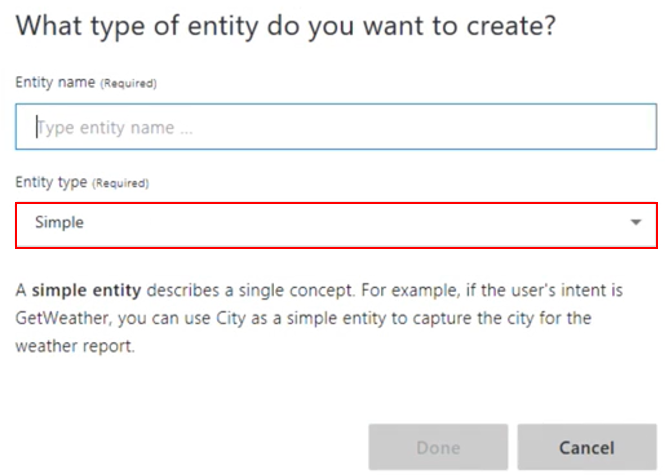 What type of entity do you want to create?
Entity name (Required)
Type entity name ...
Entity type (Required)
Simple
A simple entity describes a single concept. For example, if the user's intent is
GetWeather, you can use City as a simple entity to capture the city for the
weather report.
Done
Cancel